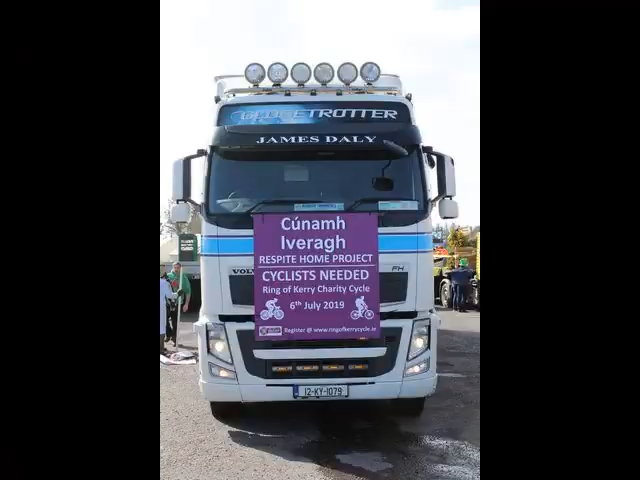 GLOBETROTTER
JAMES DALY
Cúnamh
Iveragh
RESPITE HOME PROJECT
CYCLISTS NEEDED
Ring of Kerry Charity Cycle
6th July 2019
Register @ www.ringofkerrycycle.ie
VOLV
FH
12-KY-1079